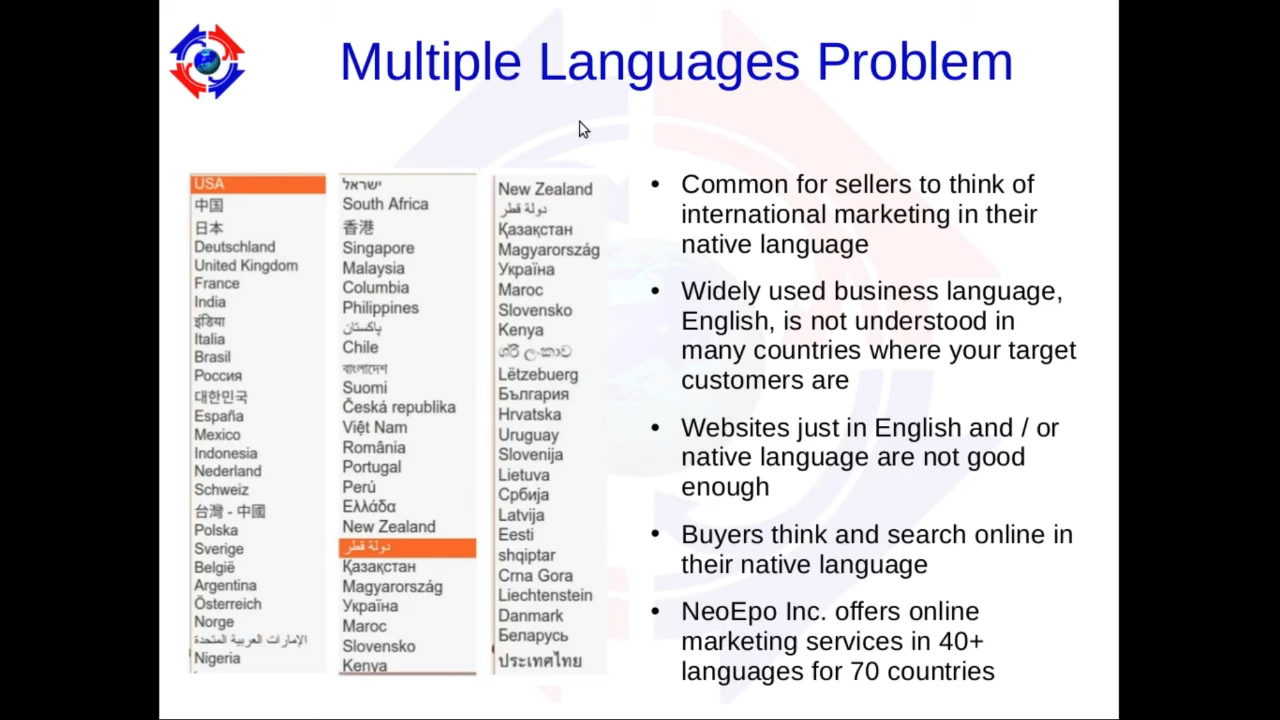 Multiple Languages Problem
USA
中国
日本
Deutschland
United Kingdom
France
India
इंडिया
Italia
Brasil
Россия
대한민국
España
Mexico
Indonesia
Nederland
Schweiz
台灣 - 中國
Polska
Sverige
België
Argentina
Österreich
Norge
الإمارات العربية المتحدة
Nigeria
ישראל
South Africa
香港
Singapore
Malaysia
Columbia
Philippines
پاکستان
Chile
বাংলাদেশ
Suomi
Česká republika
Việt Nam
România
Portugal
Perú
Ελλάδα
New Zealand
دولة قطر
Қазақстан
Magyarország
Україна
Maroc
Slovensko
Kenya
New Zealand
دولة قطر
Қазақстан
Magyarország
Україна
Maroc
Slovensko
Kenya
ශ්රී ලංකාව
Lëtzebuerg
България
Hrvatska
Uruguay
Slovenija
Lietuva
Србија
Latvija
Eesti
shqiptar
Crna Gora
Liechtenstein
Danmark
Беларусь
ประเทศไทย
• Common for sellers to think of
international marketing in their
native language
• Widely used business language,
English, is not understood in
many countries where your target
customers are
• Websites just in English and / or
native language are not good
enough
• Buyers think and search online in
their native language
• NeoEpo Inc. offers online
marketing services in 40+
languages for 70 countries